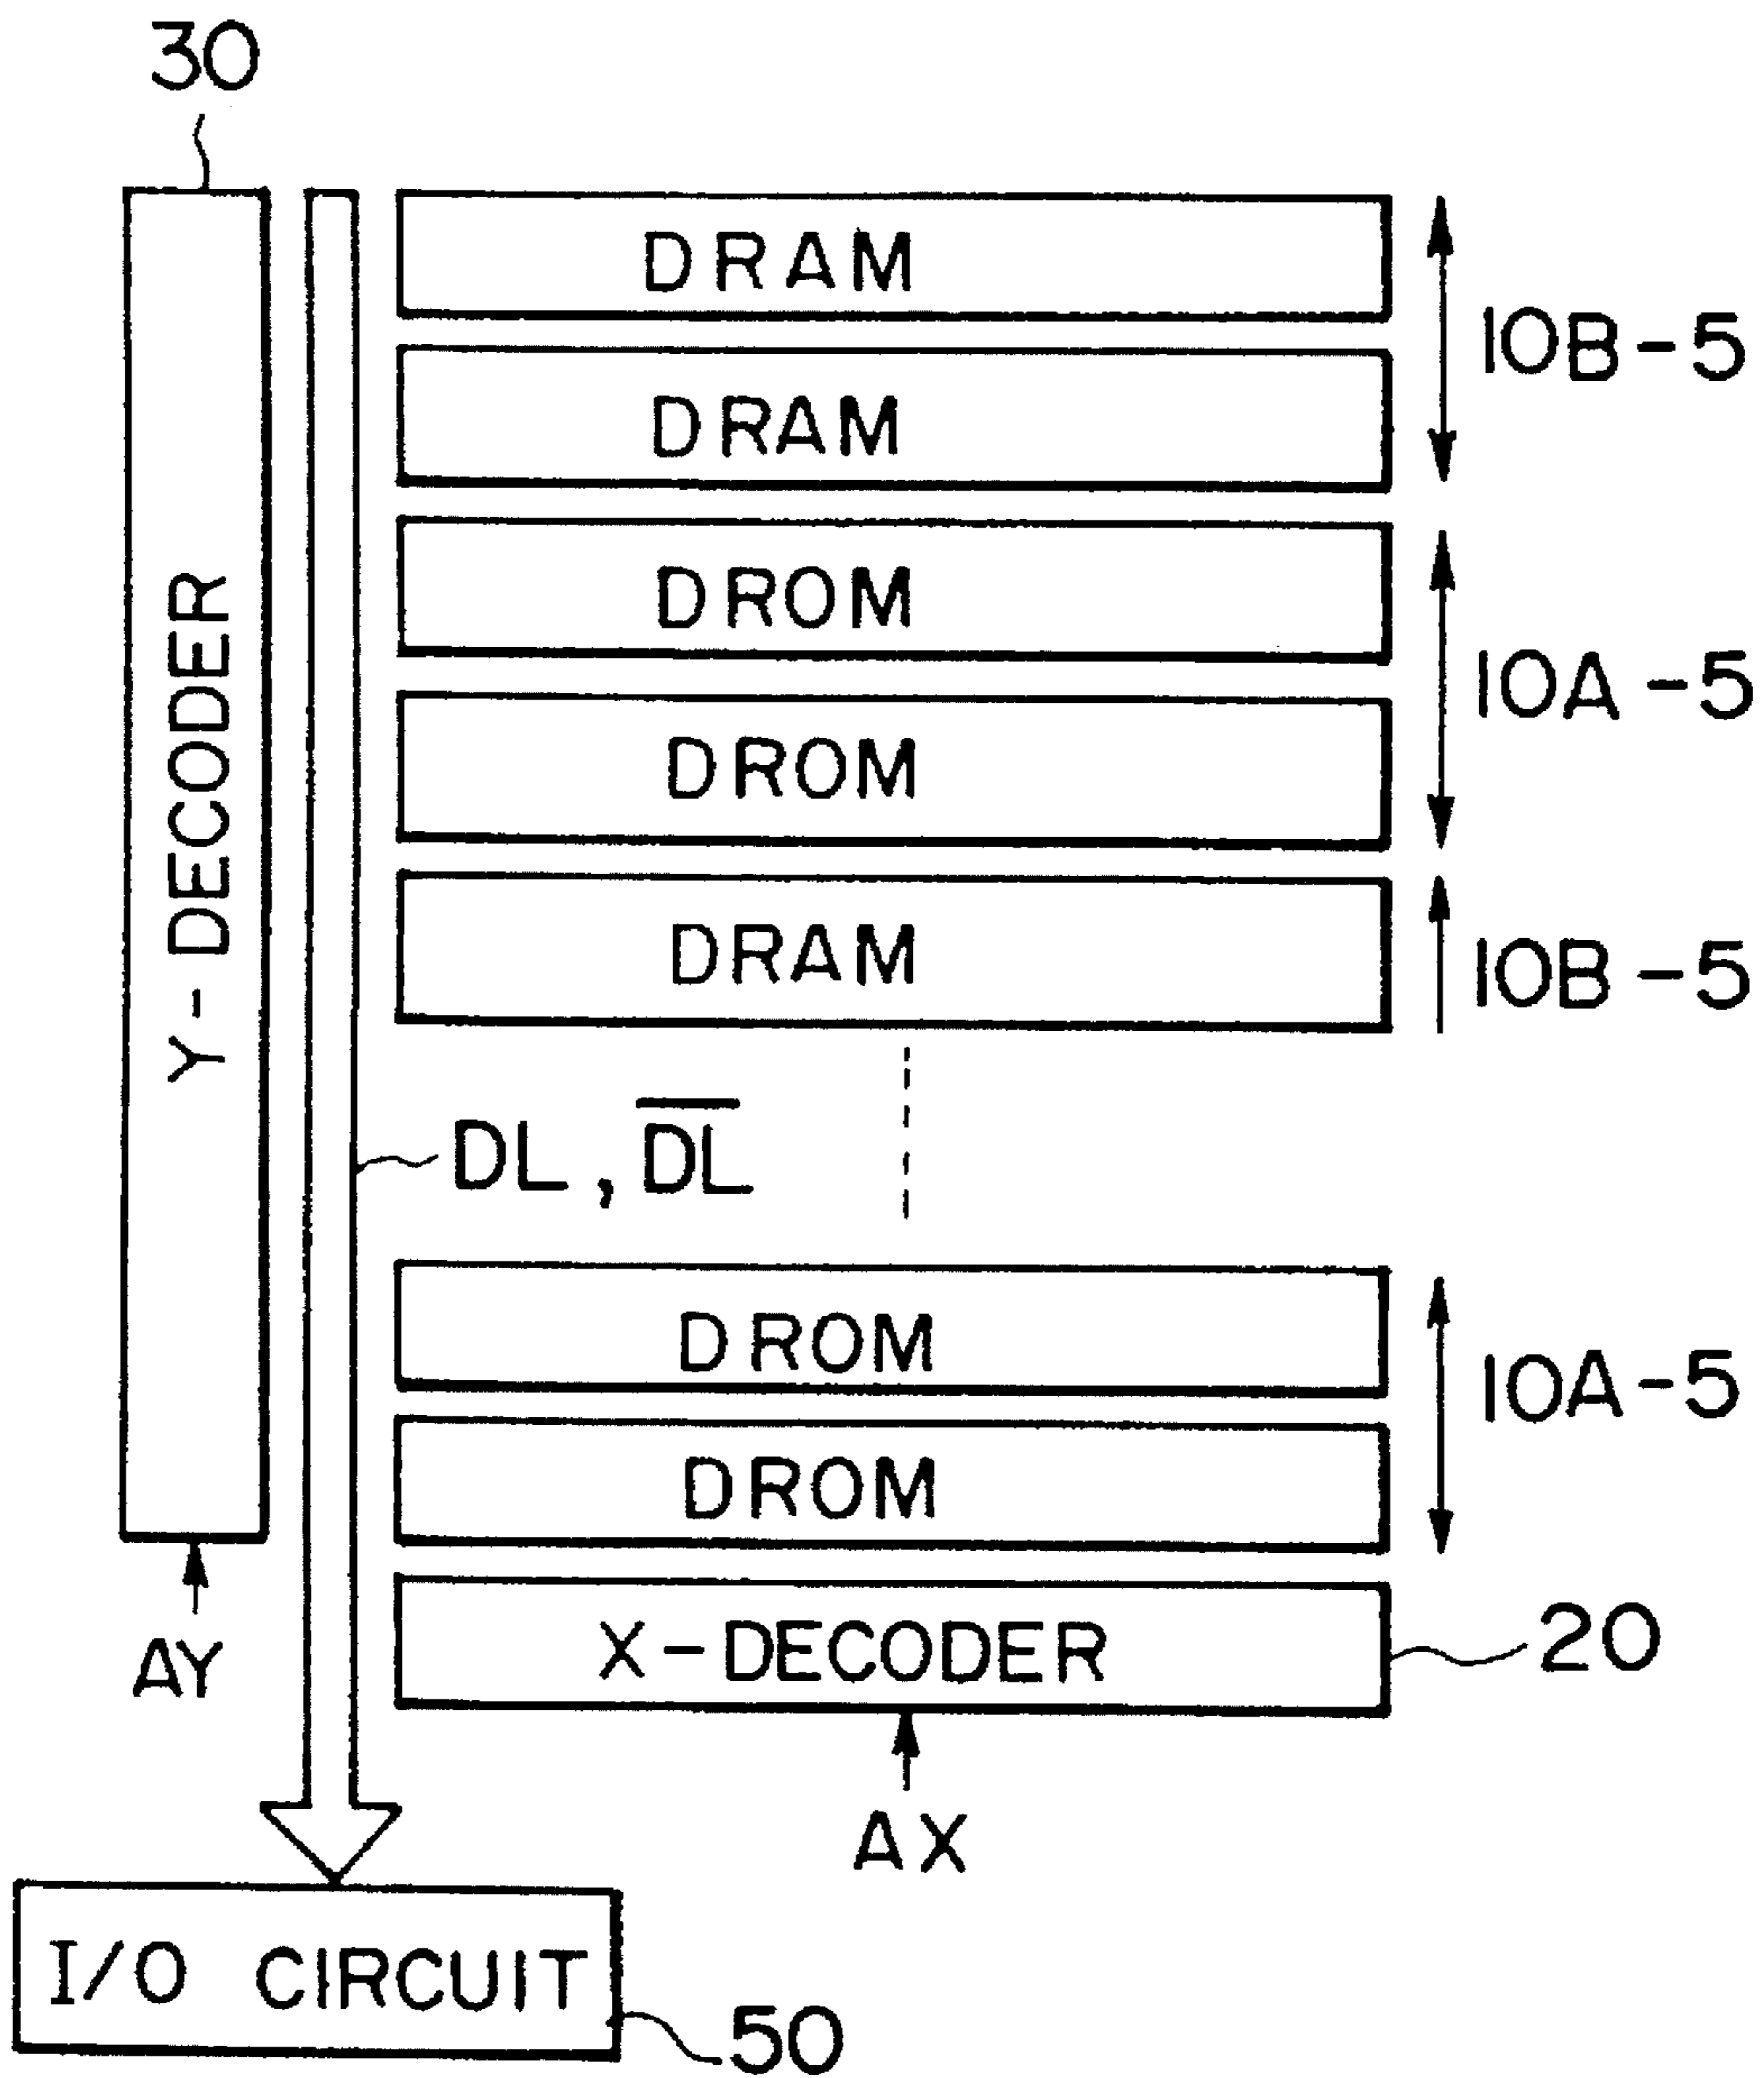 30
DRAM
10B-5
DRAM
DROM
10A-5
DROM
DRAM
10B-5
Y-DECODER
DL, D̅L̅
DROM
10A-5
DROM
X-DECODER
20
AY
AX
I/O CIRCUIT
50